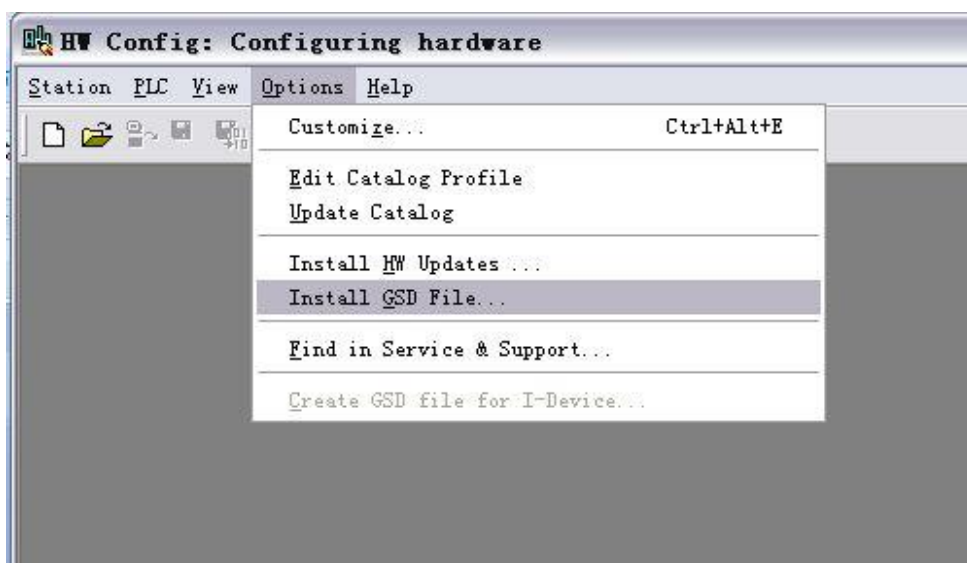 HW Config: Configuring hardware
Station PLC View Options Help
Customize... Ctrl+Alt+E
Edit Catalog Profile
Update Catalog
Install HW Updates ...
Install GSD File...
Find in Service & Support...
Create GSD file for I-Device...